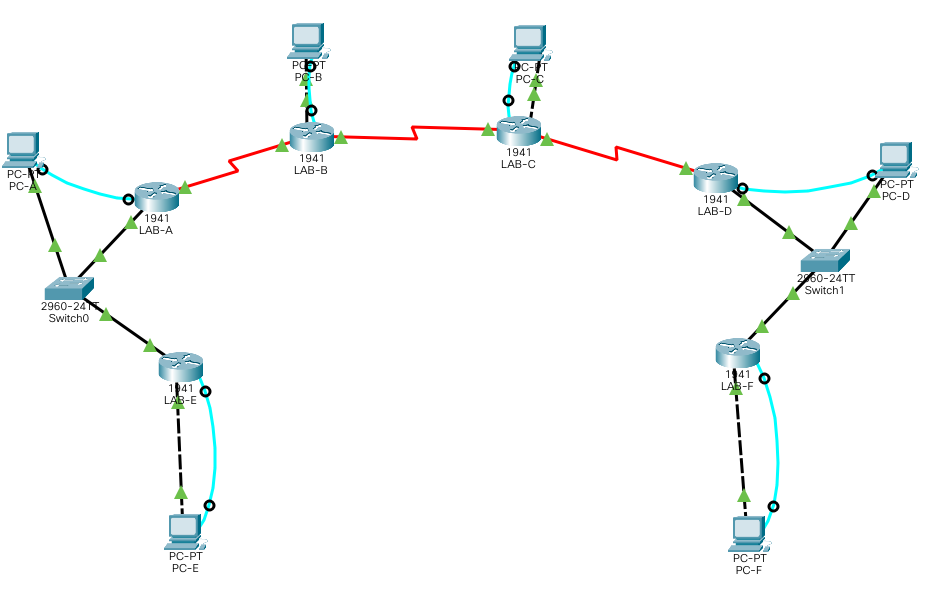 PC-PT
PC-B
PC-PT
PC-C
1941
LAB-B
1941
LAB-C
PC-PT
PC-A
1941
LAB-A
1941
LAB-D
PC-PT
PC-D
2960-24TT
Switch0
2960-24TT
Switch1
1941
LAB-E
1941
LAB-F
PC-PT
PC-E
PC-PT
PC-F